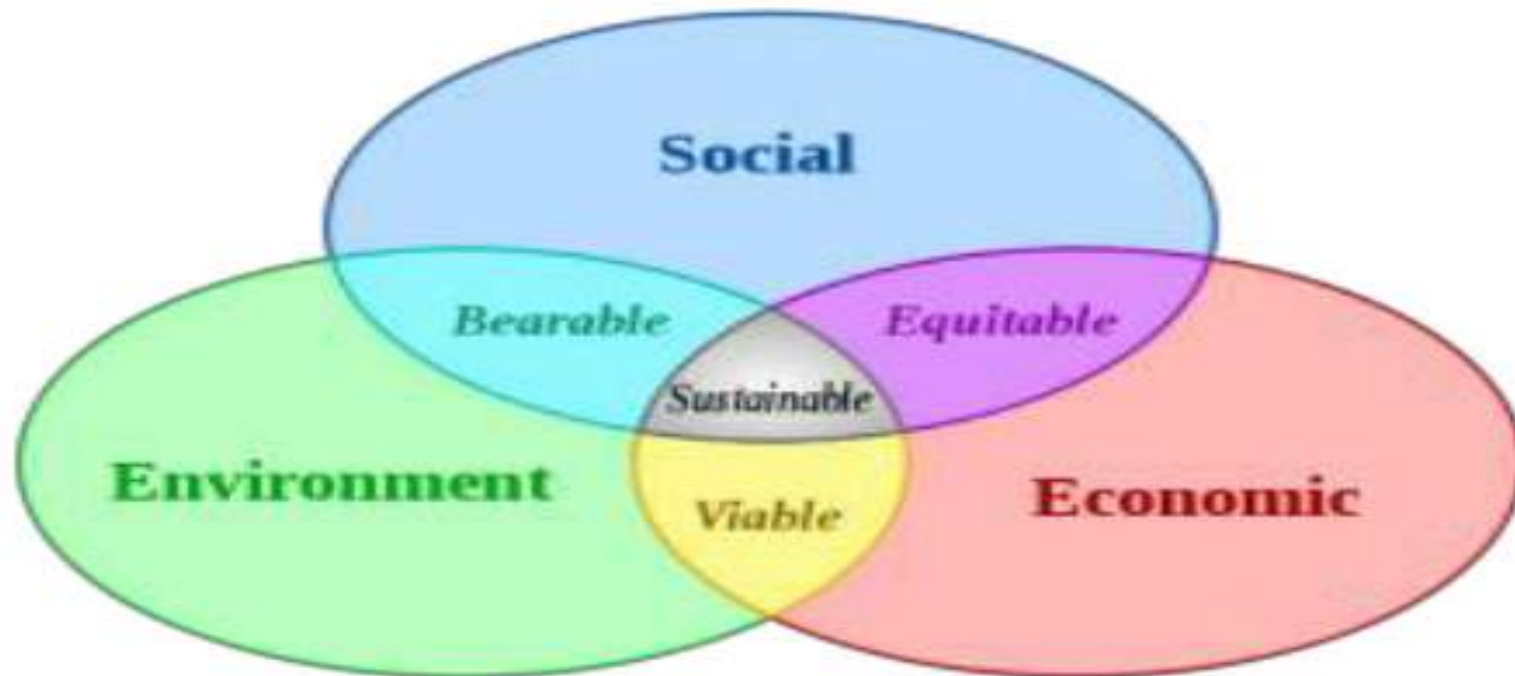 Social
Bearable
Equitable
Sustainable
Environment
Economic
Viable